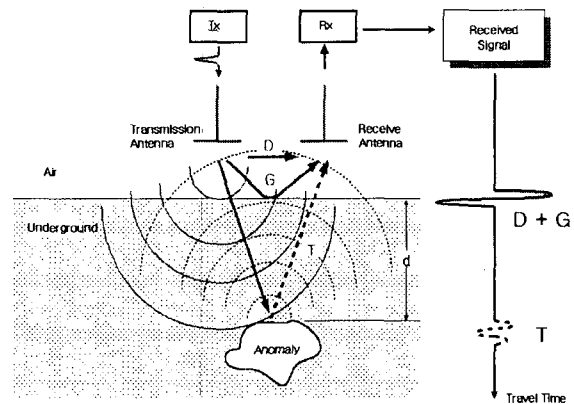 Tx
Rx
Received
Signal
Transmission
Antenna
Receive
Antenna
D
G
Air
Underground
D + G
T
d
T
Anomaly
Travel Time